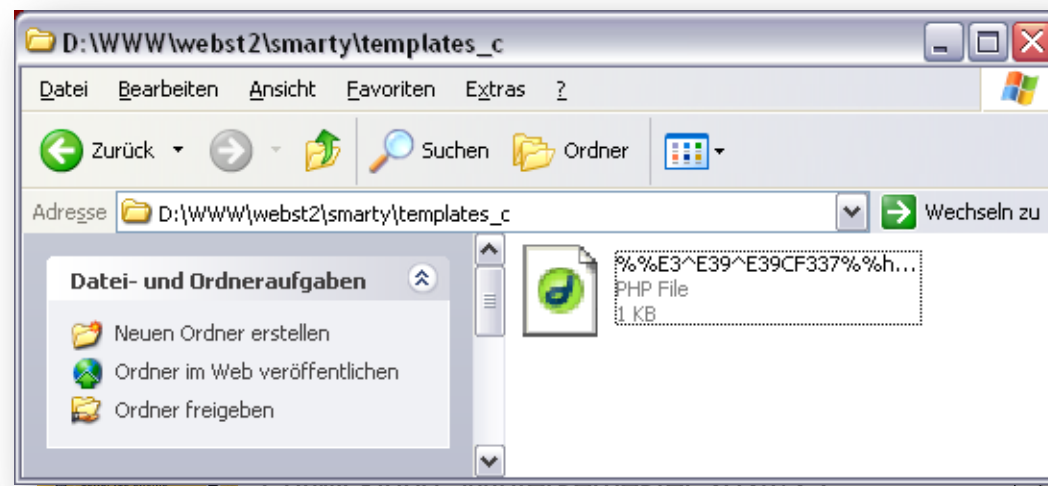 D:\WWW\webst2\smarty\templates_c
Datei Bearbeiten Ansicht Favoriten Extras ?
Zurück Suchen Ordner
Adresse D:\WWW\webst2\smarty\templates_c Wechseln zu
Datei- und Ordneraufgaben
Neuen Ordner erstellen
Ordner im Web veröffentlichen
Ordner freigeben
%%E3^E39^E39CF337%%h...
PHP File
1 KB